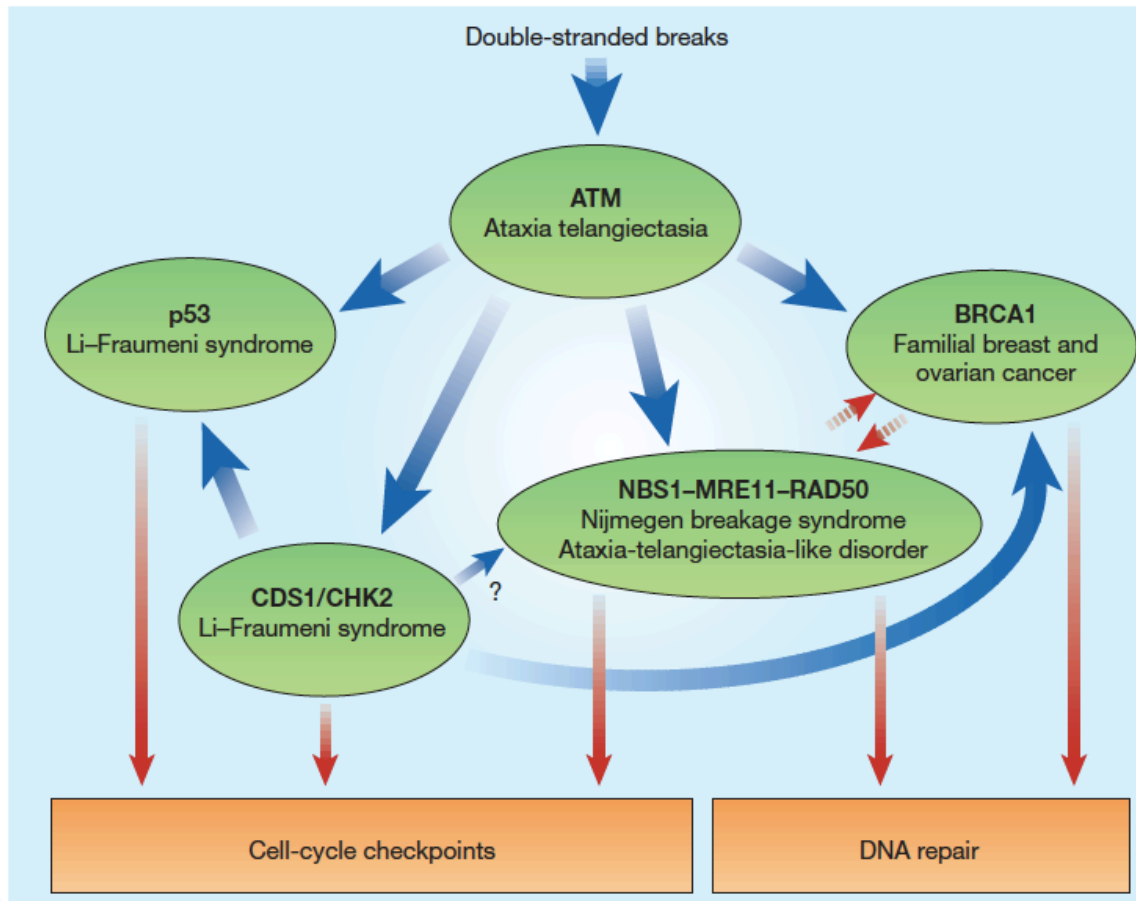 Double-stranded breaks
ATM
Ataxia telangiectasia
p53
Li–Fraumeni syndrome
BRCA1
Familial breast and
ovarian cancer
NBS1–MRE11–RAD50
Nijmegen breakage syndrome
Ataxia-telangiectasia-like disorder
?
CDS1/CHK2
Li–Fraumeni syndrome
Cell-cycle checkpoints
DNA repair